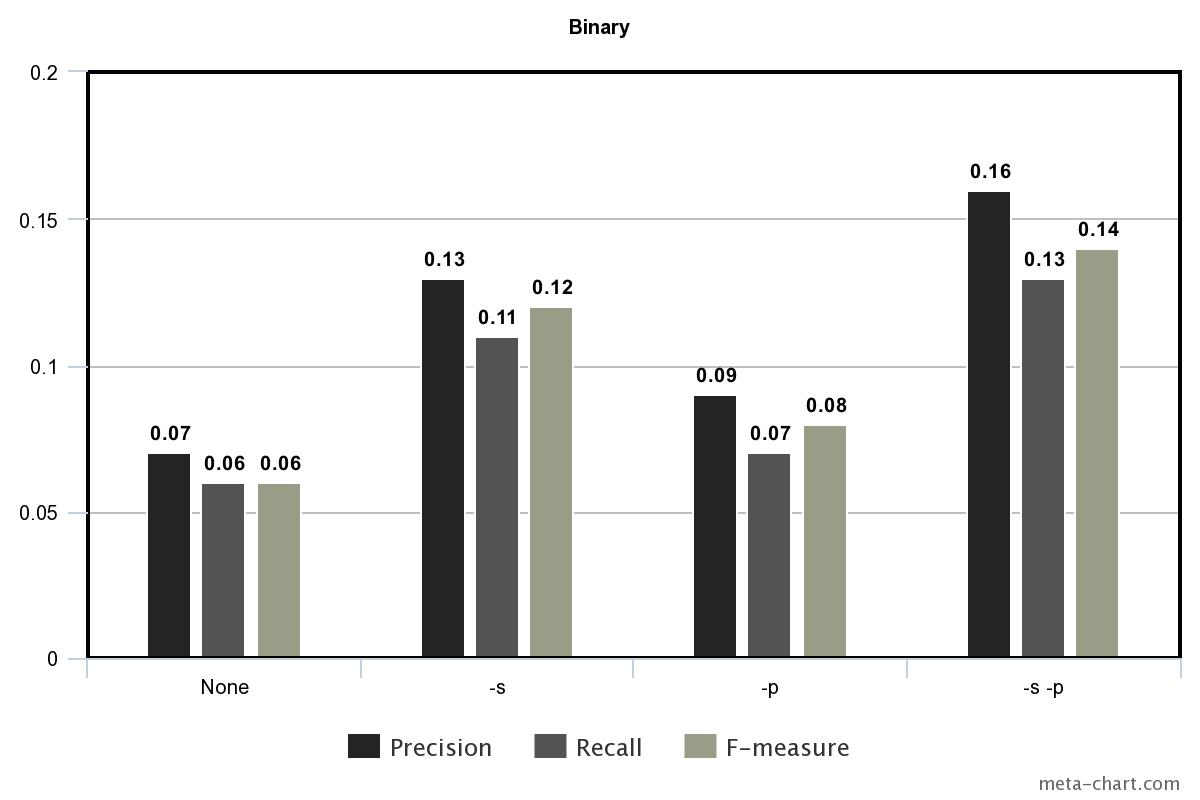 Binary
0.2
0.15
0.1
0.05
0
0.07
0.06
0.06
0.13
0.11
0.12
0.09
0.07
0.08
0.16
0.13
0.14
None
-s
-p
-s -p
Precision
Recall
F-measure
meta-chart.com